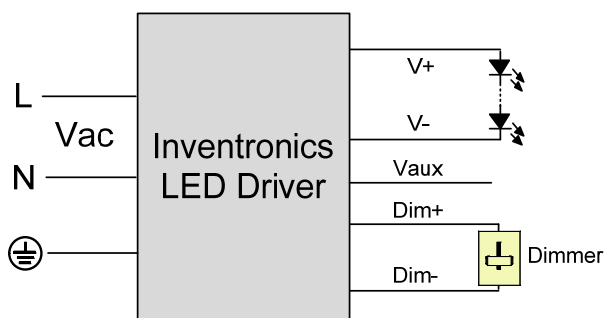 L
Vac
N
Inventronics
LED Driver
V+
V-
Vaux
Dim+
Dim-
Dimmer